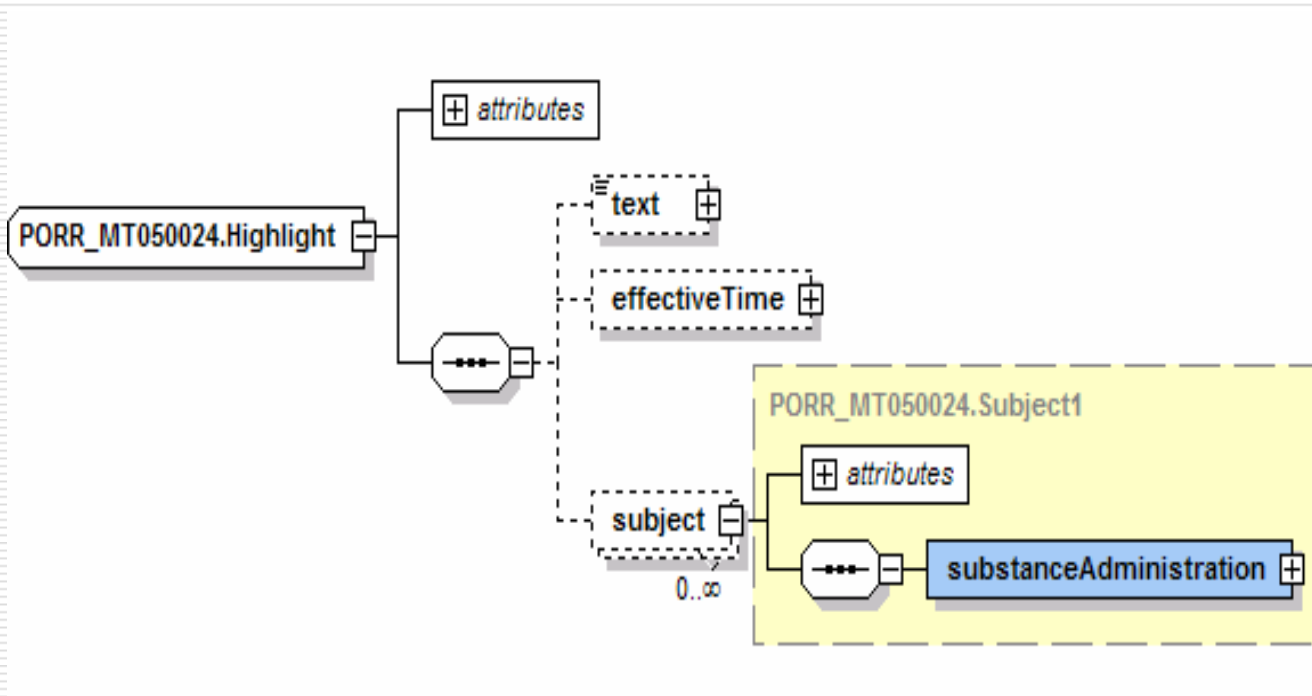 attributes
text
PORR_MT050024.Highlight
effectiveTime
PORR_MT050024.Subject1
attributes
subject
substanceAdministration
0..∞